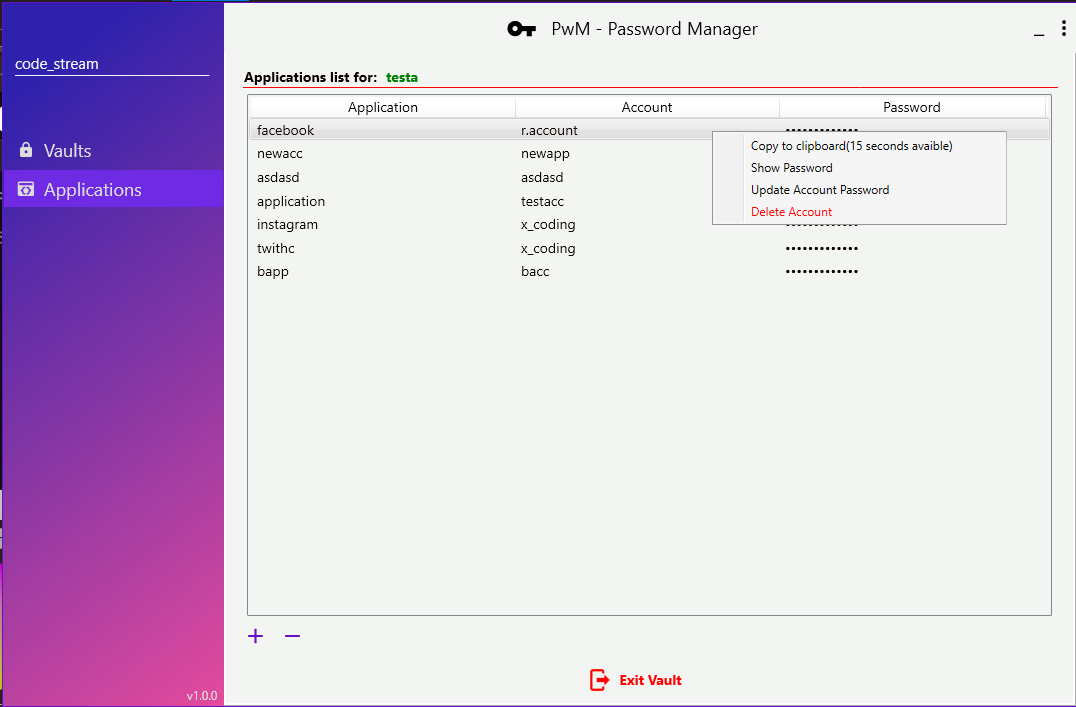 PwM - Password Manager
code_stream
Vaults
Applications
Applications list for: testa
Application Account Password
facebook r.account •••••••••••••
newacc newapp
asdasd asdasd
application testacc
instagram x_coding •••••••••••••
twithc x_coding •••••••••••••
bapp bacc •••••••••••••
Copy to clipboard(15 seconds avaible)
Show Password
Update Account Password
Delete Account
+ −
Exit Vault
v1.0.0